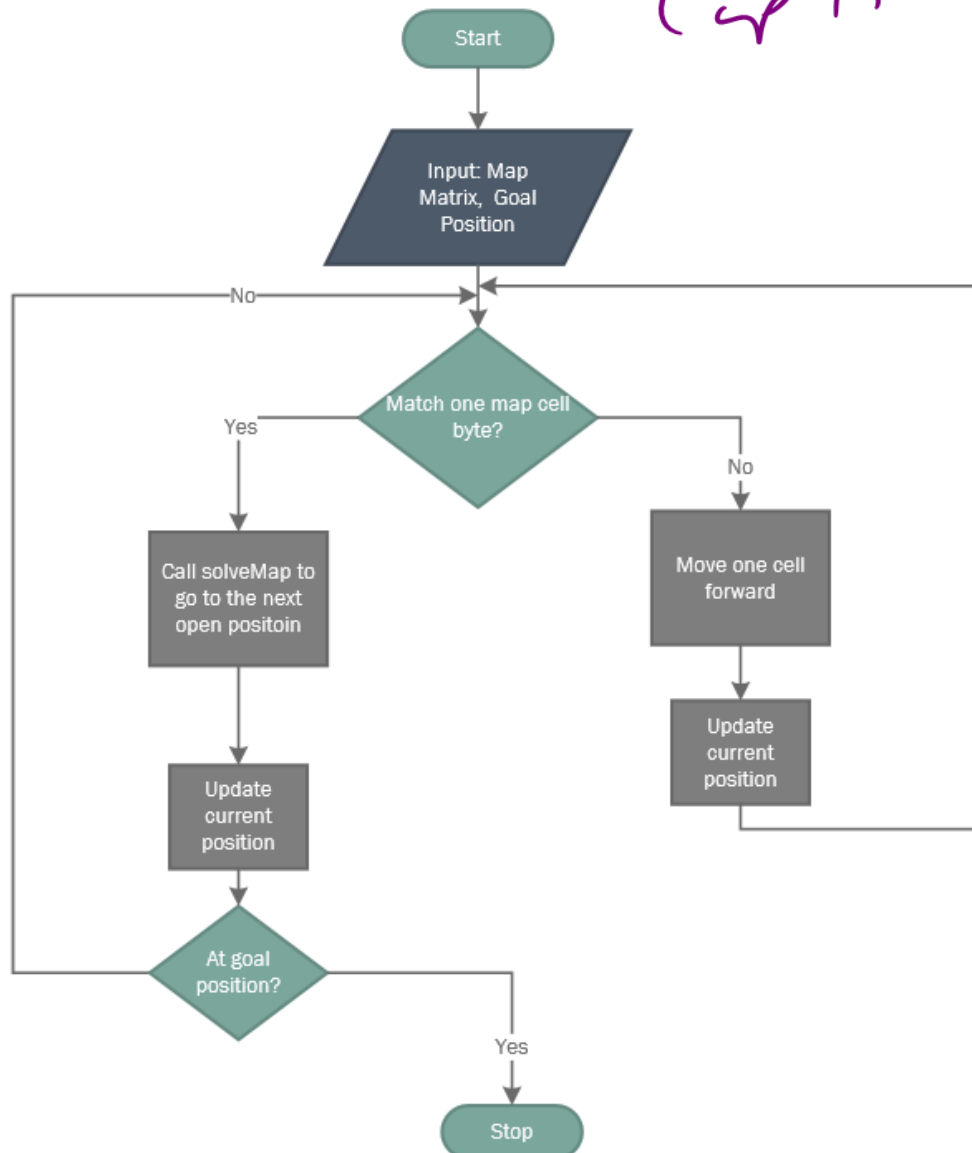 Start
Input: Map
Matrix, Goal
Position
No
Match one map cell
byte?
Yes
No
Call solveMap to
go to the next
open positoin
Move one cell
forward
Update
current
position
Update
current
position
At goal
position?
Yes
Stop